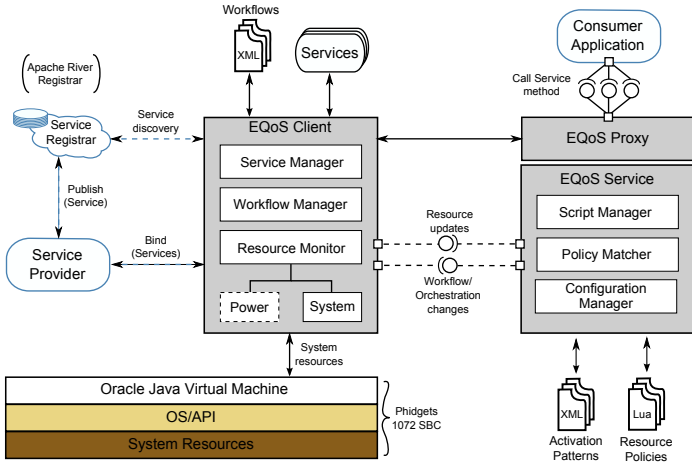 Workflows
XML
Services
Consumer
Application
Apache River
Registrar
Call Service
method
Service
Registrar
Service
discovery
EQoS Client
EQoS Proxy
Service Manager
EQoS Service
Publish
(Service)
Workflow Manager
Script Manager
Resource
updates
Service
Provider
Bind
(Services)
Resource Monitor
Policy Matcher
Workflow/
Orchestration
changes
Power
System
Configuration
Manager
System
resources
Oracle Java Virtual Machine
OS/API
System Resources
Phidgets
1072 SBC
XML
Lua
Activation
Patterns
Resource
Policies